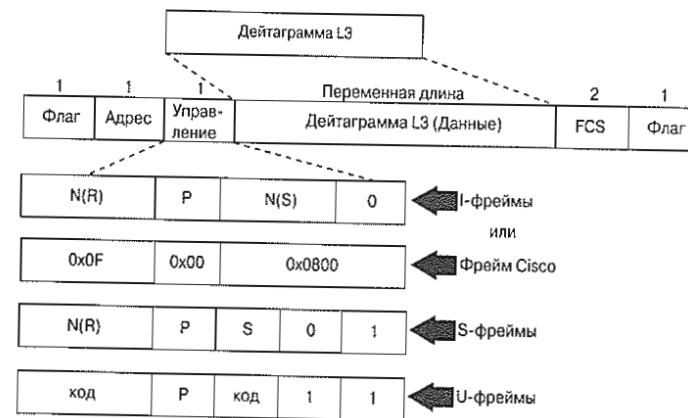 Дейтаграмма L3
1 1 1 Переменная длина 2 1
Флаг Адрес Управ-
ление Дейтаграмма L3 (Данные) FCS Флаг
N(R) P N(S) 0 I-фреймы
или
0x0F 0x00 0x0800 Фрейм Cisco
N(R) P S 0 1 S-фреймы
код P код 1 1 U-фреймы